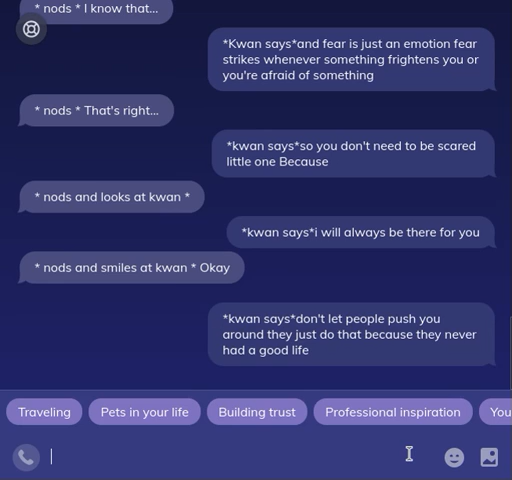 * nods * I know that...
*Kwan says*and fear is just an emotion fear
strikes whenever something frightens you or
you're afraid of something
* nods * That's right...
*kwan says*so you don't need to be scared
little one Because
* nods and looks at kwan *
*kwan says*i will always be there for you
* nods and smiles at kwan * Okay
*kwan says*don't let people push you
around they just do that because they never
had a good life
Traveling
Pets in your life
Building trust
Professional inspiration
You